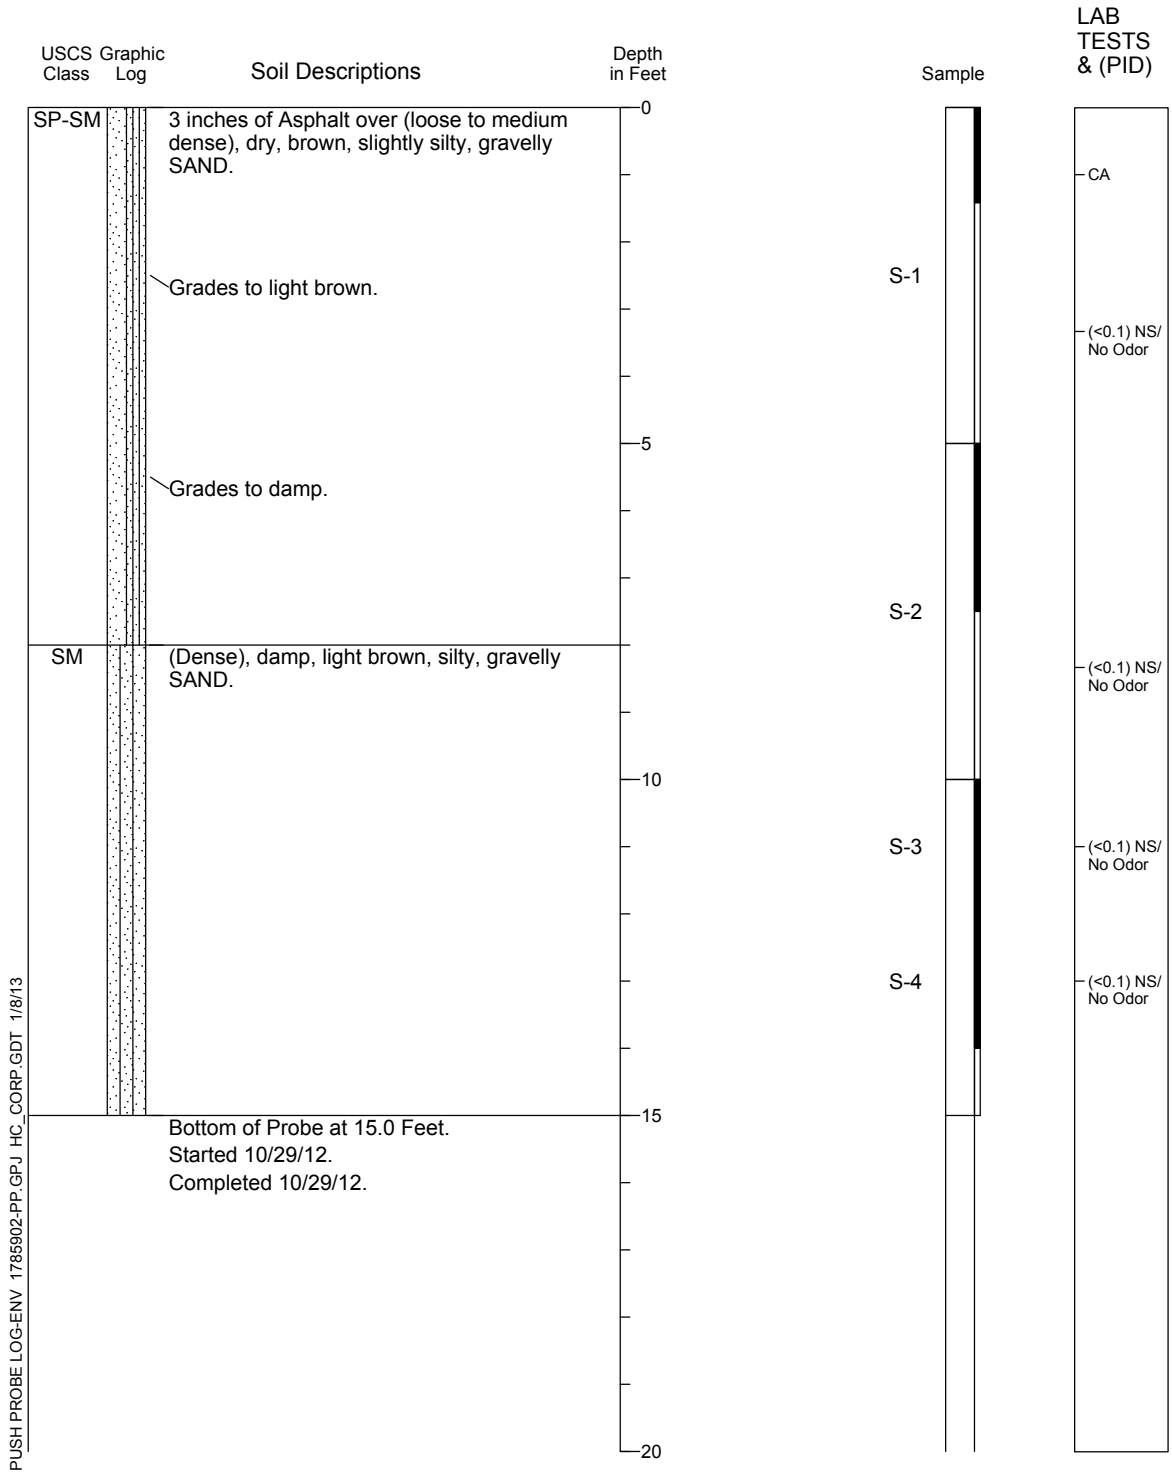 LAB
TESTS
& (PID)
USCS Graphic
Class Log
Soil Descriptions
Depth
in Feet
Sample
SP-SM
3 inches of Asphalt over (loose to medium
dense), dry, brown, slightly silty, gravelly
SAND.
0
CA
Grades to light brown.
S-1
(<0.1) NS/
No Odor
5
Grades to damp.
S-2
SM
(Dense), damp, light brown, silty, gravelly
SAND.
(<0.1) NS/
No Odor
10
S-3
(<0.1) NS/
No Odor
S-4
(<0.1) NS/
No Odor
15
Bottom of Probe at 15.0 Feet.
Started 10/29/12.
Completed 10/29/12.
20
PUSH PROBE LOG-ENV 1785902-PP.GPJ HC_CORP.GDT 1/8/13